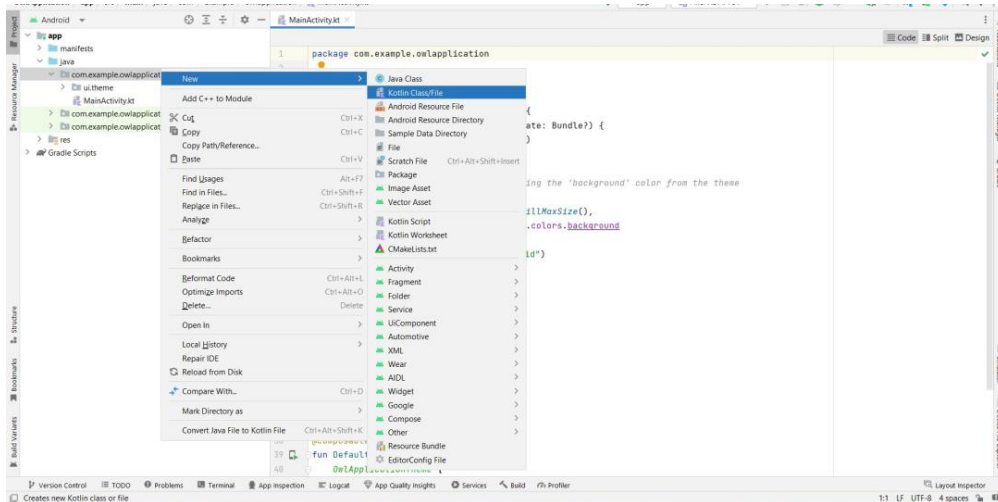 Android
MainActivity.kt
Code Split Design
app
manifests
java
com.example.owlapplicat
ui.theme
MainActivity.kt
com.example.owlapplicat
com.example.owlapplicat
res
Gradle Scripts
Project
Resource Manager
Structure
Bookmarks
Build Variants
New
Add C++ to Module
Cut Ctrl+X
Copy Ctrl+C
Copy Path/Reference...
Paste Ctrl+V
Find Usages Alt+F7
Find in Files... Ctrl+Shift+F
Replace in Files... Ctrl+Shift+R
Analyze
Refactor
Bookmarks
Reformat Code Ctrl+Alt+L
Optimize Imports Ctrl+Alt+O
Delete... Delete
Open In
Local History
Repair IDE
Reload from Disk
Compare With... Ctrl+D
Mark Directory as
Convert Java File to Kotlin File Ctrl+Alt+Shift+K
Java Class
Kotlin Class/File
Android Resource File
Android Resource Directory
Sample Data Directory
File
Scratch File Ctrl+Alt+Shift+Insert
Package
Image Asset
Vector Asset
Kotlin Script
Kotlin Worksheet
CMakeLists.txt
Activity
Fragment
Folder
Service
UiComponent
Automotive
XML
Wear
AIDL
Widget
Google
Compose
Other
Resource Bundle
EditorConfig File
1 package com.example.owlapplication
{
ate: Bundle?) {
)
ing the 'background' color from the theme
illMaxSize(),
.colors.background
id")
39 fun Default
40 OwlApplicationTheme {
Version Control TODO Problems Terminal App Inspection Logcat App Quality Insights Services Build Profiler Layout Inspector
Creates new Kotlin class or file 1:1 LF UTF-8 4 spaces